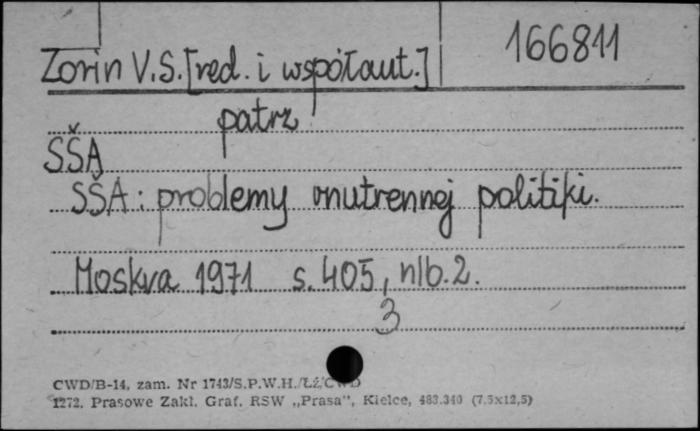 Zorin V.S. [red. i współaut.]
166811
patrz:
SŠA
SŠA: problemy vnutrennej politiki.
Moskva 1971 s. 405, nlb. 2.
3
CWD/B-14, zam. Nr 1743/S.P.W.H./ŁŹ/CWD
1272. Prasowe Zakł. Graf. RSW „Prasa”, Kielce, 483.340 (7,5x12,5)